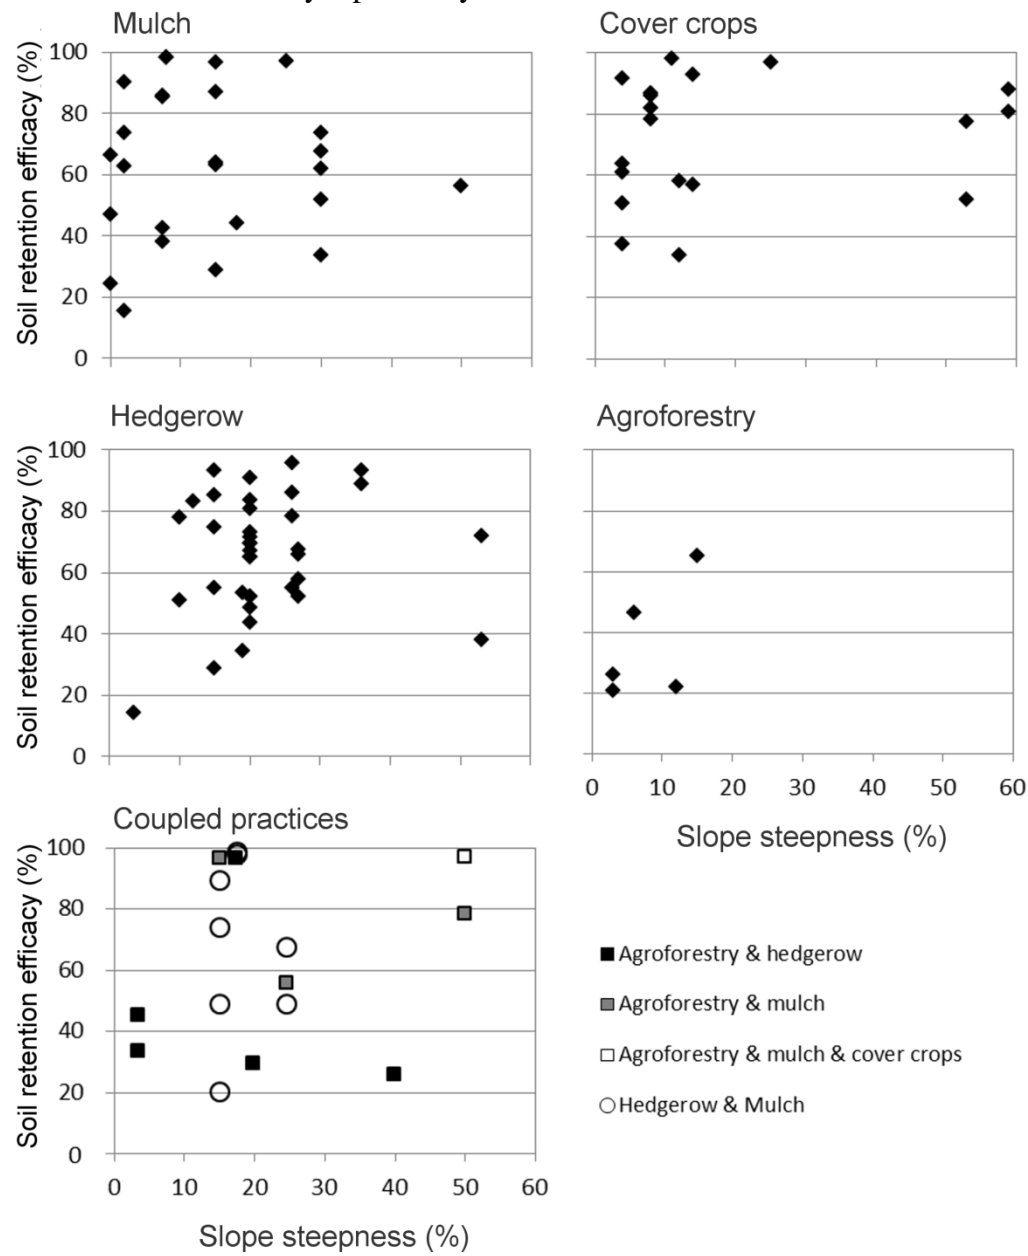 Mulch
Cover crops
Soil retention efficacy (%)
100
80
60
40
20
0
Hedgerow
Agroforestry
Soil retention efficacy (%)
100
80
60
40
20
0
0 10 20 30 40 50 60
Slope steepness (%)
Coupled practices
Soil retention efficacy (%)
100
80
60
40
20
0
0 10 20 30 40 50 60
Slope steepness (%)
Agroforestry & hedgerow
Agroforestry & mulch
Agroforestry & mulch & cover crops
Hedgerow & Mulch